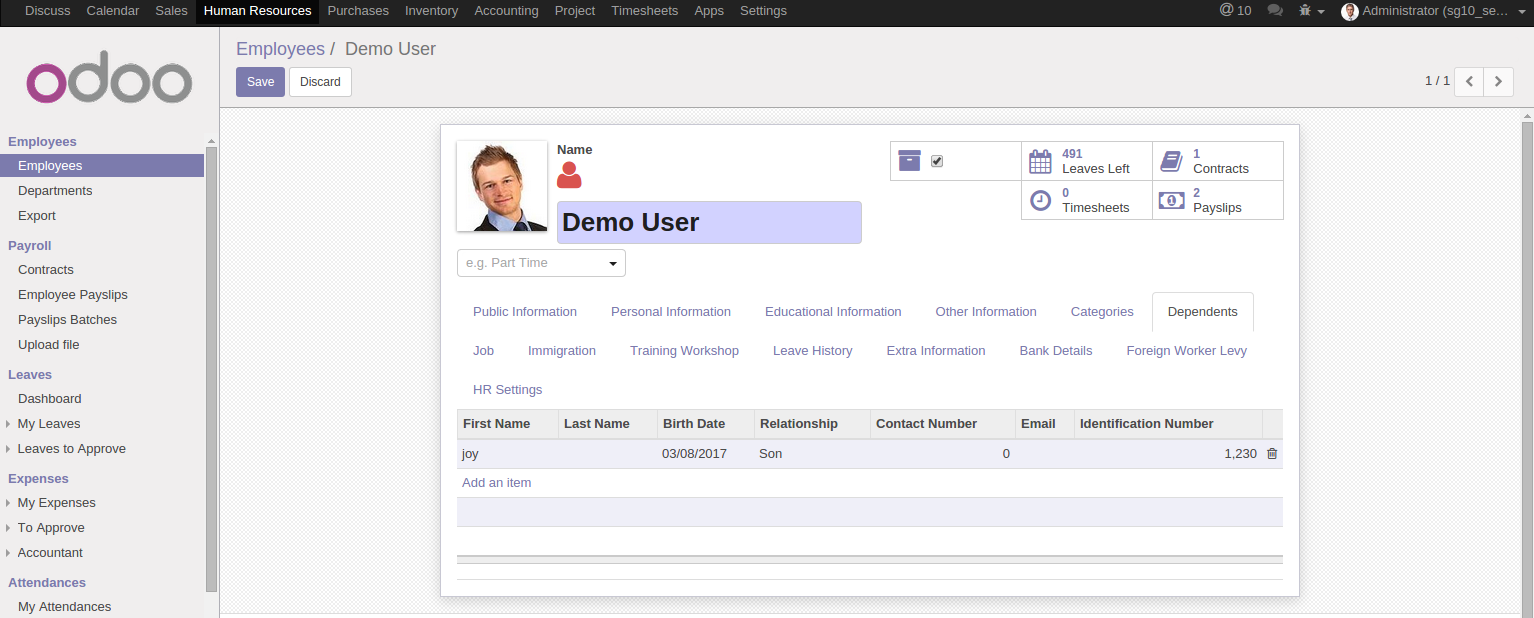 Discuss Calendar Sales Human Resources Purchases Inventory Accounting Project Timesheets Apps Settings @ 10 Administrator (sg10_se…
odoo
Employees / Demo User
Save Discard
1 / 1
Employees
Employees
Departments
Export
Payroll
Contracts
Employee Payslips
Payslips Batches
Upload file
Leaves
Dashboard
My Leaves
Leaves to Approve
Expenses
My Expenses
To Approve
Accountant
Attendances
My Attendances
Name
Demo User
e.g. Part Time
491
Leaves Left
1
Contracts
0
Timesheets
2
Payslips
Public Information Personal Information Educational Information Other Information Categories Dependents
Job Immigration Training Workshop Leave History Extra Information Bank Details Foreign Worker Levy
HR Settings
First Name Last Name Birth Date Relationship Contact Number Email Identification Number
joy 03/08/2017 Son 0 1,230
Add an item